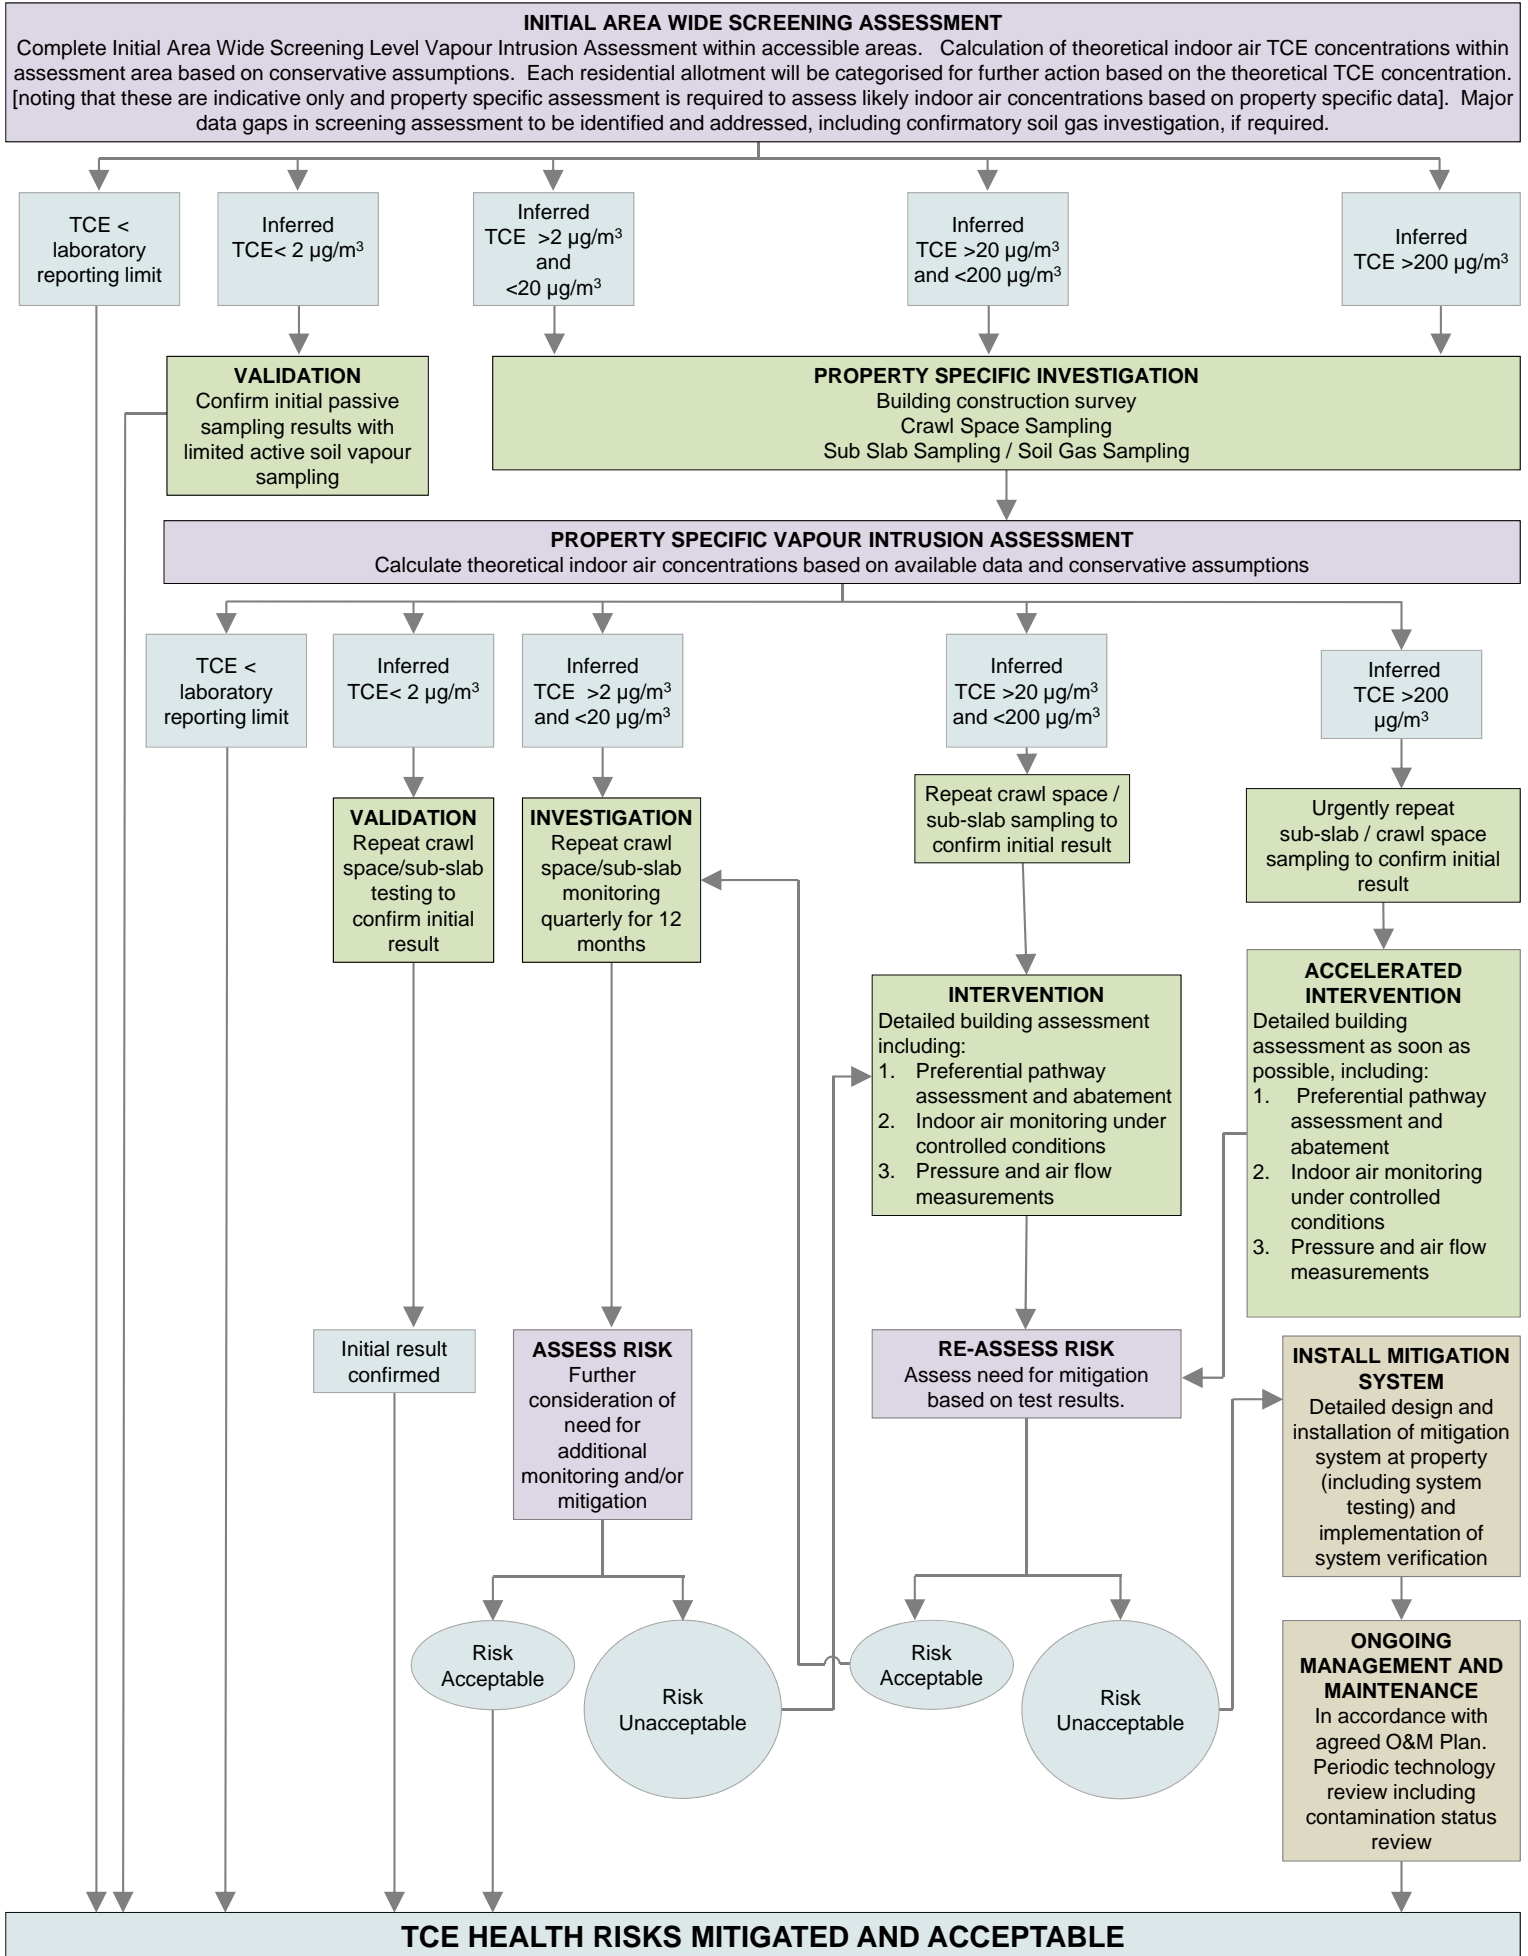 INITIAL AREA WIDE SCREENING ASSESSMENT
Complete Initial Area Wide Screening Level Vapour Intrusion Assessment within accessible areas. Calculation of theoretical indoor air TCE concentrations within
assessment area based on conservative assumptions. Each residential allotment will be categorised for further action based on the theoretical TCE concentration.
[noting that these are indicative only and property specific assessment is required to assess likely indoor air concentrations based on property specific data]. Major
data gaps in screening assessment to be identified and addressed, including confirmatory soil gas investigation, if required.
TCE <
laboratory
reporting limit
Inferred
TCE< 2 µg/m³
Inferred
TCE >2 µg/m³
and
<20 µg/m³
Inferred
TCE >20 µg/m³
and <200 µg/m³
Inferred
TCE >200 µg/m³
VALIDATION
Confirm initial passive
sampling results with
limited active soil vapour
sampling
PROPERTY SPECIFIC INVESTIGATION
Building construction survey
Crawl Space Sampling
Sub Slab Sampling / Soil Gas Sampling
PROPERTY SPECIFIC VAPOUR INTRUSION ASSESSMENT
Calculate theoretical indoor air concentrations based on available data and conservative assumptions
TCE <
laboratory
reporting limit
Inferred
TCE< 2 µg/m³
Inferred
TCE >2 µg/m³
and <20 µg/m³
Inferred
TCE >20 µg/m³
and <200 µg/m³
Inferred
TCE >200
µg/m³
VALIDATION
Repeat crawl
space/sub-slab
testing to
confirm initial
result
INVESTIGATION
Repeat crawl
space/sub-slab
monitoring
quarterly for 12
months
Repeat crawl space /
sub-slab sampling to
confirm initial result
Urgently repeat
sub-slab / crawl space
sampling to confirm initial
result
INTERVENTION
Detailed building assessment
including:
1. Preferential pathway
assessment and abatement
2. Indoor air monitoring under
controlled conditions
3. Pressure and air flow
measurements
ACCELERATED
INTERVENTION
Detailed building
assessment as soon as
possible, including:
1. Preferential pathway
assessment and
abatement
2. Indoor air monitoring
under controlled
conditions
3. Pressure and air flow
measurements
Initial result
confirmed
ASSESS RISK
Further
consideration of
need for
additional
monitoring and/or
mitigation
RE-ASSESS RISK
Assess need for mitigation
based on test results.
INSTALL MITIGATION
SYSTEM
Detailed design and
installation of mitigation
system at property
(including system
testing) and
implementation of
system verification
Risk
Acceptable
Risk
Unacceptable
Risk
Acceptable
Risk
Unacceptable
ONGOING
MANAGEMENT AND
MAINTENANCE
In accordance with
agreed O&M Plan.
Periodic technology
review including
contamination status
review
TCE HEALTH RISKS MITIGATED AND ACCEPTABLE